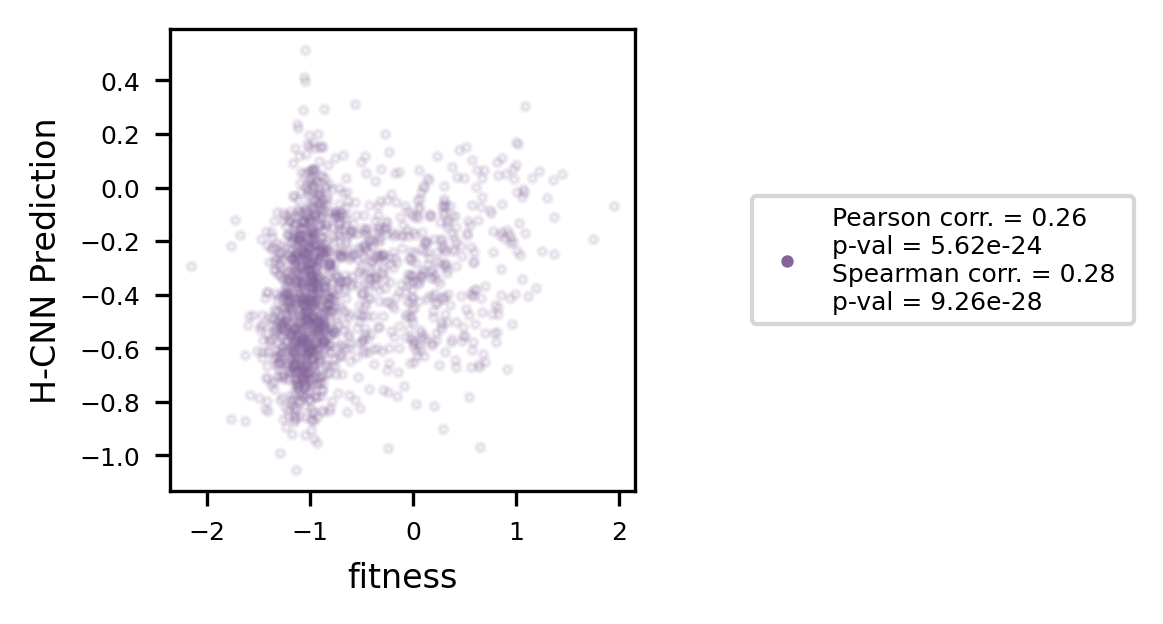 H-CNN Prediction
0.4
0.2
0.0
−0.2
−0.4
−0.6
−0.8
−1.0
−2
−1
0
1
2
fitness
Pearson corr. = 0.26
p-val = 5.62e-24
Spearman corr. = 0.28
p-val = 9.26e-28